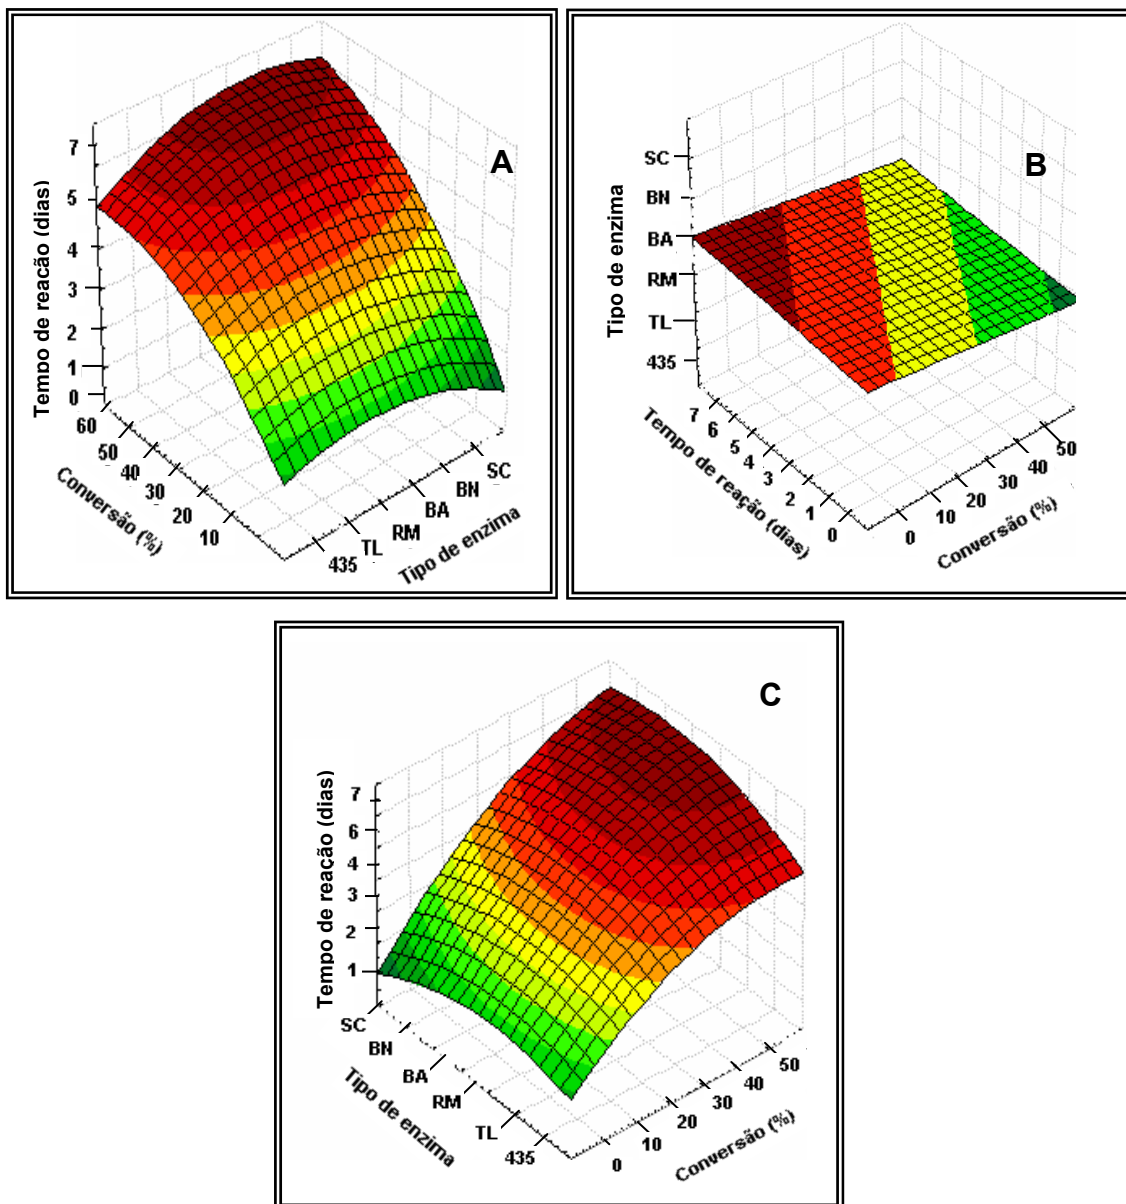 A
Tempo de reação (dias)
7
5
4
3
2
1
0
60
50
40
30
20
10
Conversão (%)
435
TL
RM
BA
BN
SC
Tipo de enzima
B
Tipo de enzima
SC
BN
BA
RM
TL
435
7
6
5
4
3
2
1
0
Tempo de reação (dias)
0
10
20
30
40
50
Conversão (%)
C
Tempo de reação (dias)
7
6
4
3
2
1
SC
BN
BA
RM
TL
435
Tipo de enzima
0
10
20
30
40
50
Conversão (%)